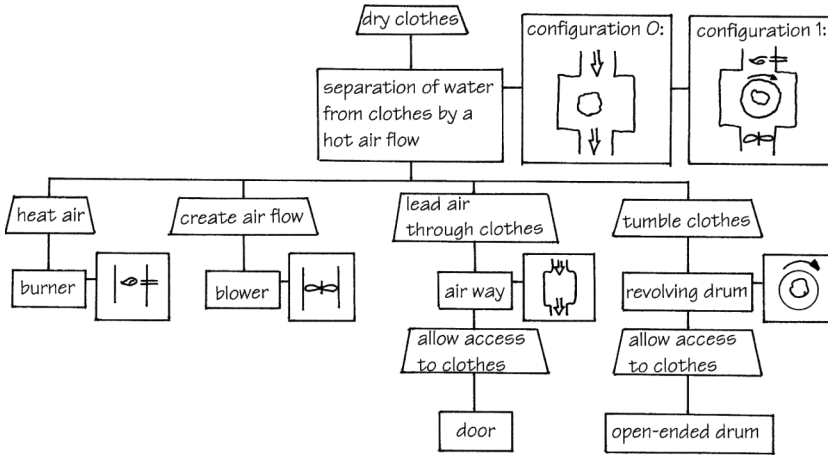 dry clothes
configuration 0:
configuration 1:
separation of water
from clothes by a
hot air flow
heat air
create air flow
lead air
through clothes
tumble clothes
burner
blower
air way
revolving drum
allow access
to clothes
allow access
to clothes
door
open-ended drum